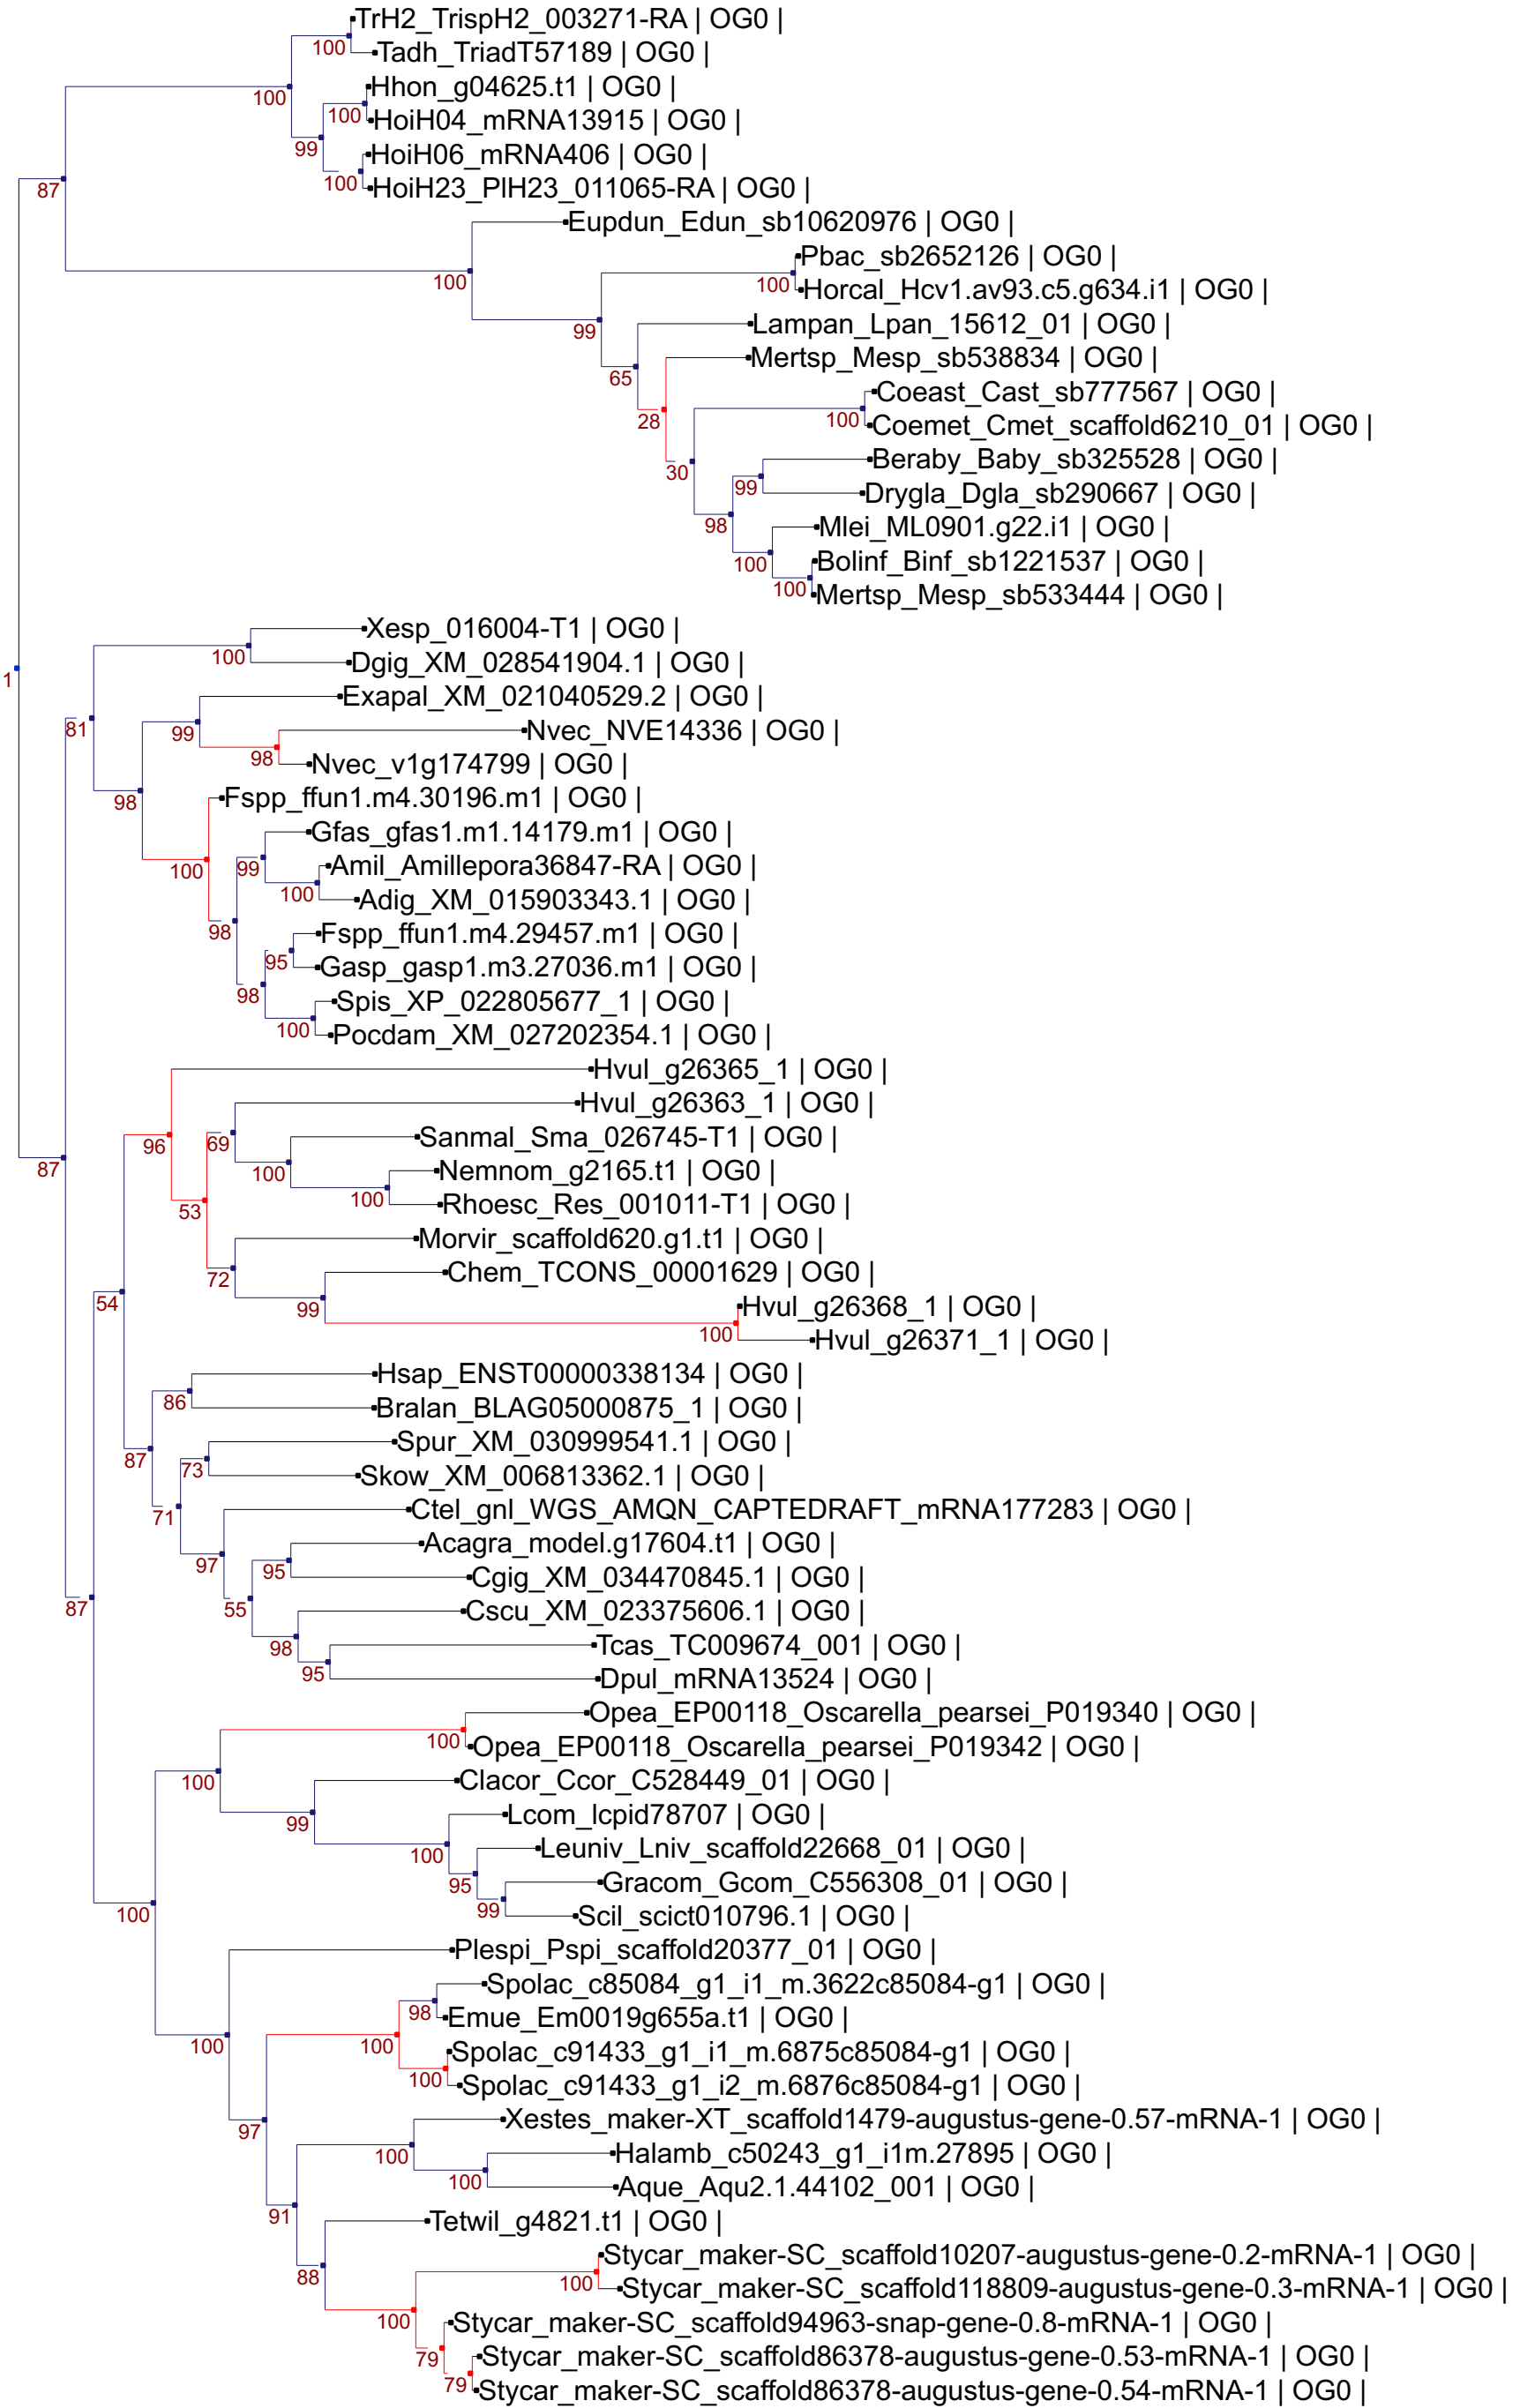 TrH2_TrispH2_003271-RA | OG0 |
100
Tadh_TriadT57189 | OG0 |
Hhon_g04625.t1 | OG0 |
100
100
HoiH04_mRNA13915 | OG0 |
99
HoiH06_mRNA406 | OG0 |
100
HoiH23_PlH23_011065-RA | OG0 |
87
Eupdun_Edun_sb10620976 | OG0 |
Pbac_sb2652126 | OG0 |
100
100
Horcal_Hcv1.av93.c5.g634.i1 | OG0 |
Lampan_Lpan_15612_01 | OG0 |
99
Mertsp_Mesp_sb538834 | OG0 |
65
Coeast_Cast_sb777567 | OG0 |
28
100
Coemet_Cmet_scaffold6210_01 | OG0 |
Beraby_Baby_sb325528 | OG0 |
30
99
Drygla_Dgla_sb290667 | OG0 |
98
Mlei_ML0901.g22.i1 | OG0 |
100
Bolinf_Binf_sb1221537 | OG0 |
100
Mertsp_Mesp_sb533444 | OG0 |
Xesp_016004-T1 | OG0 |
100
Dgig_XM_028541904.1 | OG0 |
1
Exapal_XM_021040529.2 | OG0 |
81
99
Nvec_NVE14336 | OG0 |
98
Nvec_v1g174799 | OG0 |
98
Fspp_ffun1.m4.30196.m1 | OG0 |
Gfas_gfas1.m1.14179.m1 | OG0 |
100
99
Amil_Amillepora36847-RA | OG0 |
100
Adig_XM_015903343.1 | OG0 |
98
Fspp_ffun1.m4.29457.m1 | OG0 |
95
Gasp_gasp1.m3.27036.m1 | OG0 |
98
Spis_XP_022805677_1 | OG0 |
100
Pocdam_XM_027202354.1 | OG0 |
Hvul_g26365_1 | OG0 |
Hvul_g26363_1 | OG0 |
96
69
Sanmal_Sma_026745-T1 | OG0 |
87
100
Nemnom_g2165.t1 | OG0 |
100
Rhoesc_Res_001011-T1 | OG0 |
53
Morvir_scaffold620.g1.t1 | OG0 |
72
Chem_TCONS_00001629 | OG0 |
54
99
Hvul_g26368_1 | OG0 |
100
Hvul_g26371_1 | OG0 |
Hsap_ENST00000338134 | OG0 |
86
Bralan_BLAG05000875_1 | OG0 |
Spur_XM_030999541.1 | OG0 |
87
73
Skow_XM_006813362.1 | OG0 |
71
Ctel_gnl_WGS_AMQN_CAPTEDRAFT_mRNA177283 | OG0 |
Acagra_model.g17604.t1 | OG0 |
97
95
Cgig_XM_034470845.1 | OG0 |
87
55
Cscu_XM_023375606.1 | OG0 |
98
Tcas_TC009674_001 | OG0 |
95
Dpul_mRNA13524 | OG0 |
Opea_EP00118_Oscarella_pearsei_P019340 | OG0 |
100
Opea_EP00118_Oscarella_pearsei_P019342 | OG0 |
100
Clacor_Ccor_C528449_01 | OG0 |
99
Lcom_lcpid78707 | OG0 |
100
Leuniv_Lniv_scaffold22668_01 | OG0 |
95
Gracom_Gcom_C556308_01 | OG0 |
99
100
Scil_scict010796.1 | OG0 |
Plespi_Pspi_scaffold20377_01 | OG0 |
Spolac_c85084_g1_i1_m.3622c85084-g1 | OG0 |
98
Emue_Em0019g655a.t1 | OG0 |
100
100
Spolac_c91433_g1_i1_m.6875c85084-g1 | OG0 |
100
Spolac_c91433_g1_i2_m.6876c85084-g1 | OG0 |
97
Xestes_maker-XT_scaffold1479-augustus-gene-0.57-mRNA-1 | OG0 |
100
Halamb_c50243_g1_i1m.27895 | OG0 |
100
Aque_Aqu2.1.44102_001 | OG0 |
91
Tetwil_g4821.t1 | OG0 |
Stycar_maker-SC_scaffold10207-augustus-gene-0.2-mRNA-1 | OG0 |
88
100
Stycar_maker-SC_scaffold118809-augustus-gene-0.3-mRNA-1 | OG0 |
100
Stycar_maker-SC_scaffold94963-snap-gene-0.8-mRNA-1 | OG0 |
79
Stycar_maker-SC_scaffold86378-augustus-gene-0.53-mRNA-1 | OG0 |
79
Stycar_maker-SC_scaffold86378-augustus-gene-0.54-mRNA-1 | OG0 |